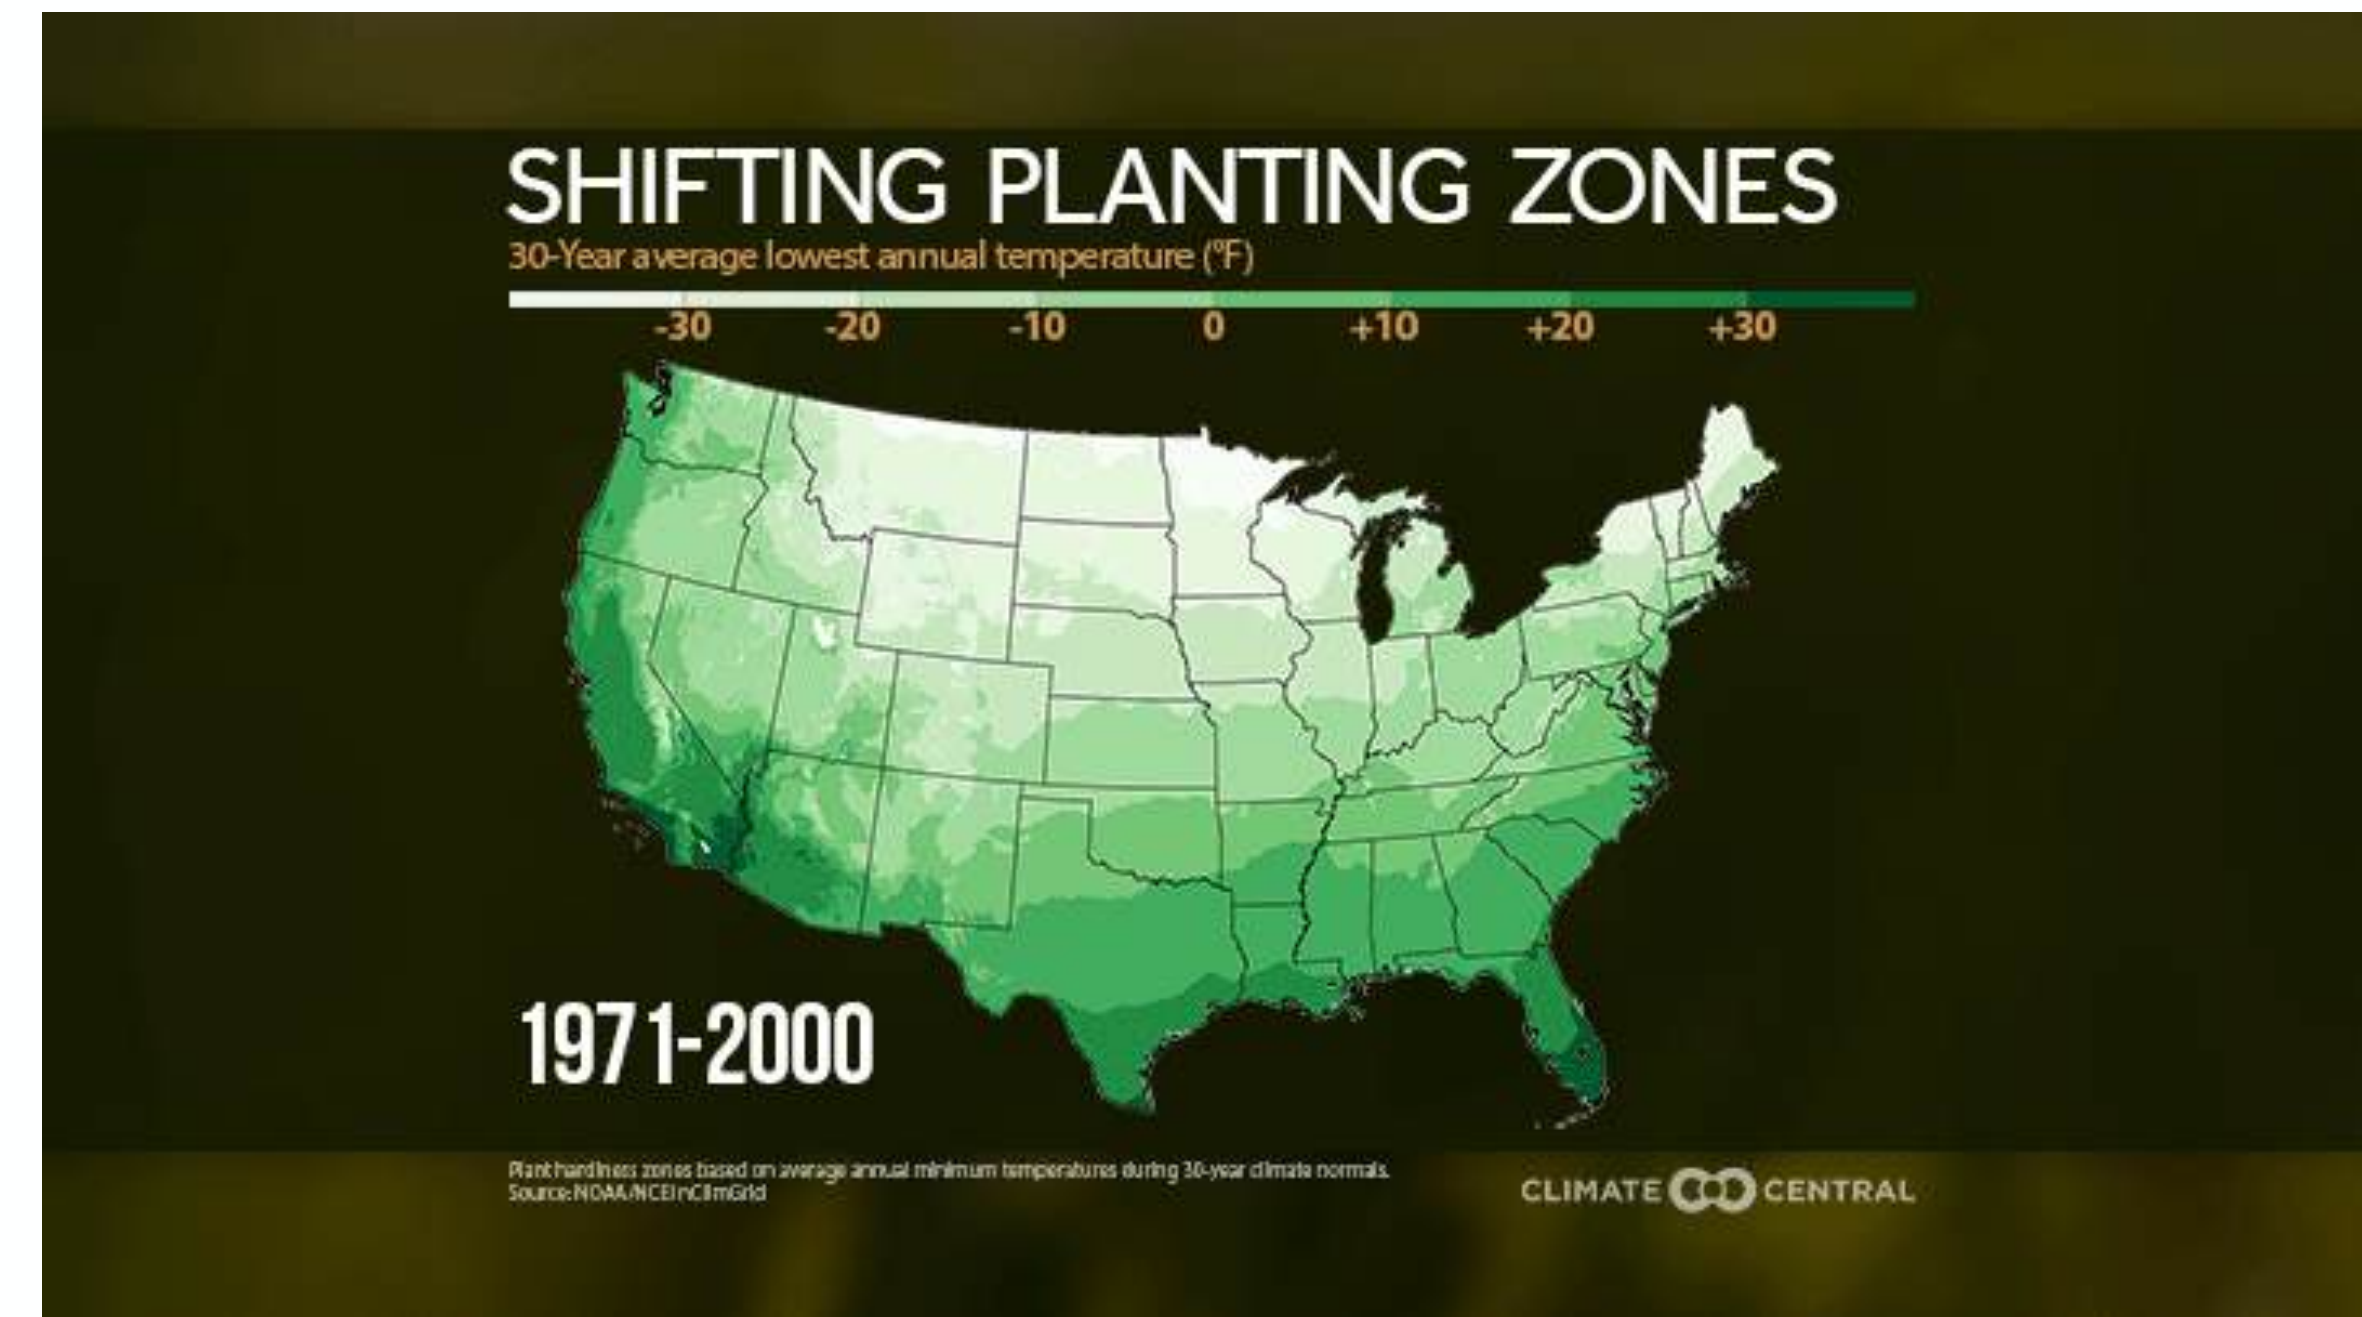 SHIFTING PLANTING ZONES
30-Year average lowest annual temperature (°F)
-30 -20 -10 0 +10 +20 +30
1971-2000
Plant hardiness zones based on average annual minimum temperatures during 30-year climate normals.
Source: NOAA/NCEI nClimGrid
CLIMATE CENTRAL